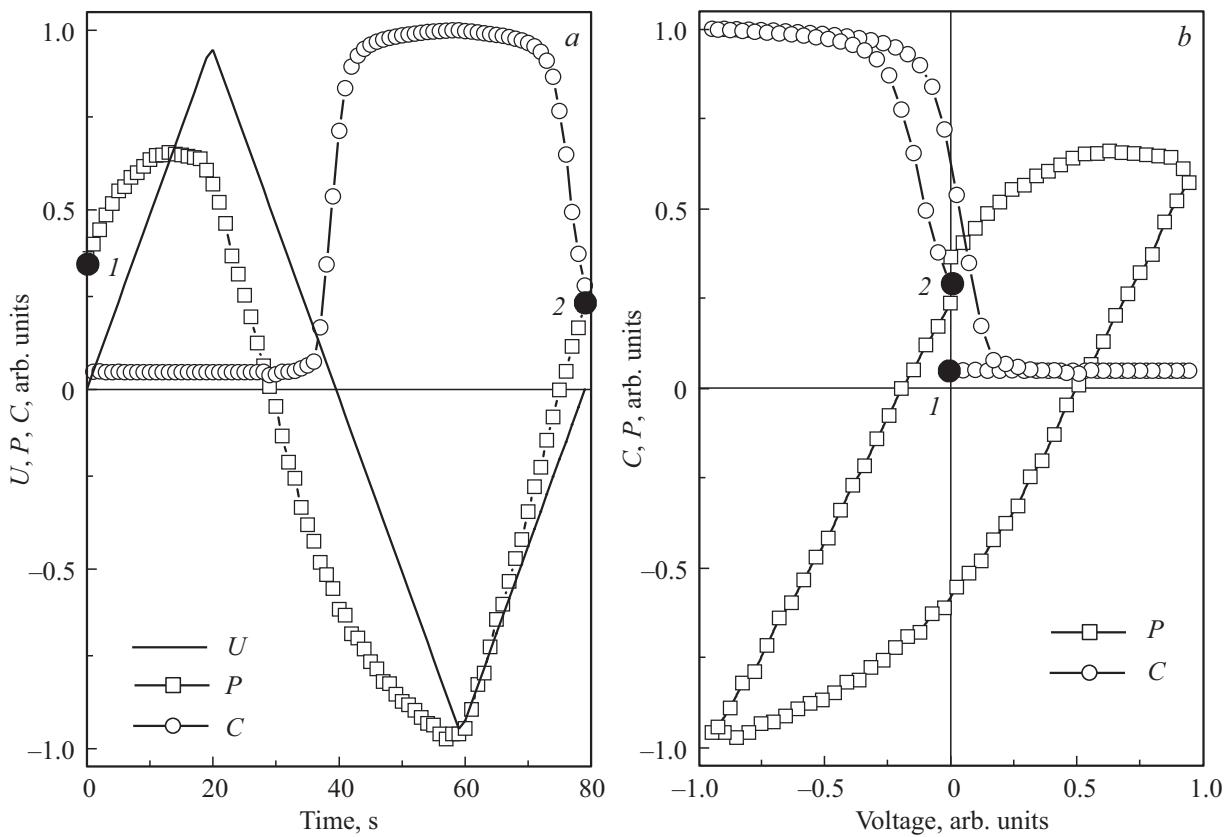 a
1.0
0.5
0
–0.5
–1.0
U, P, C, arb. units
1
2
U
P
C
0
20
40
60
80
Time, s
b
1.0
0.5
0
–0.5
–1.0
C, P, arb. units
2
1
P
C
–1.0
–0.5
0
0.5
1.0
Voltage, arb. units